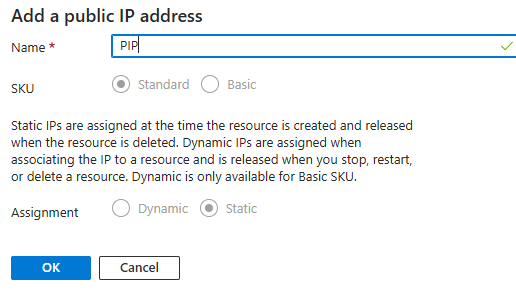 Add a public IP address
Name *
PIP
SKU
Standard
Basic
Static IPs are assigned at the time the resource is created and released
when the resource is deleted. Dynamic IPs are assigned when
associating the IP to a resource and is released when you stop, restart,
or delete a resource. Dynamic is only available for Basic SKU.
Assignment
Dynamic
Static
OK
Cancel